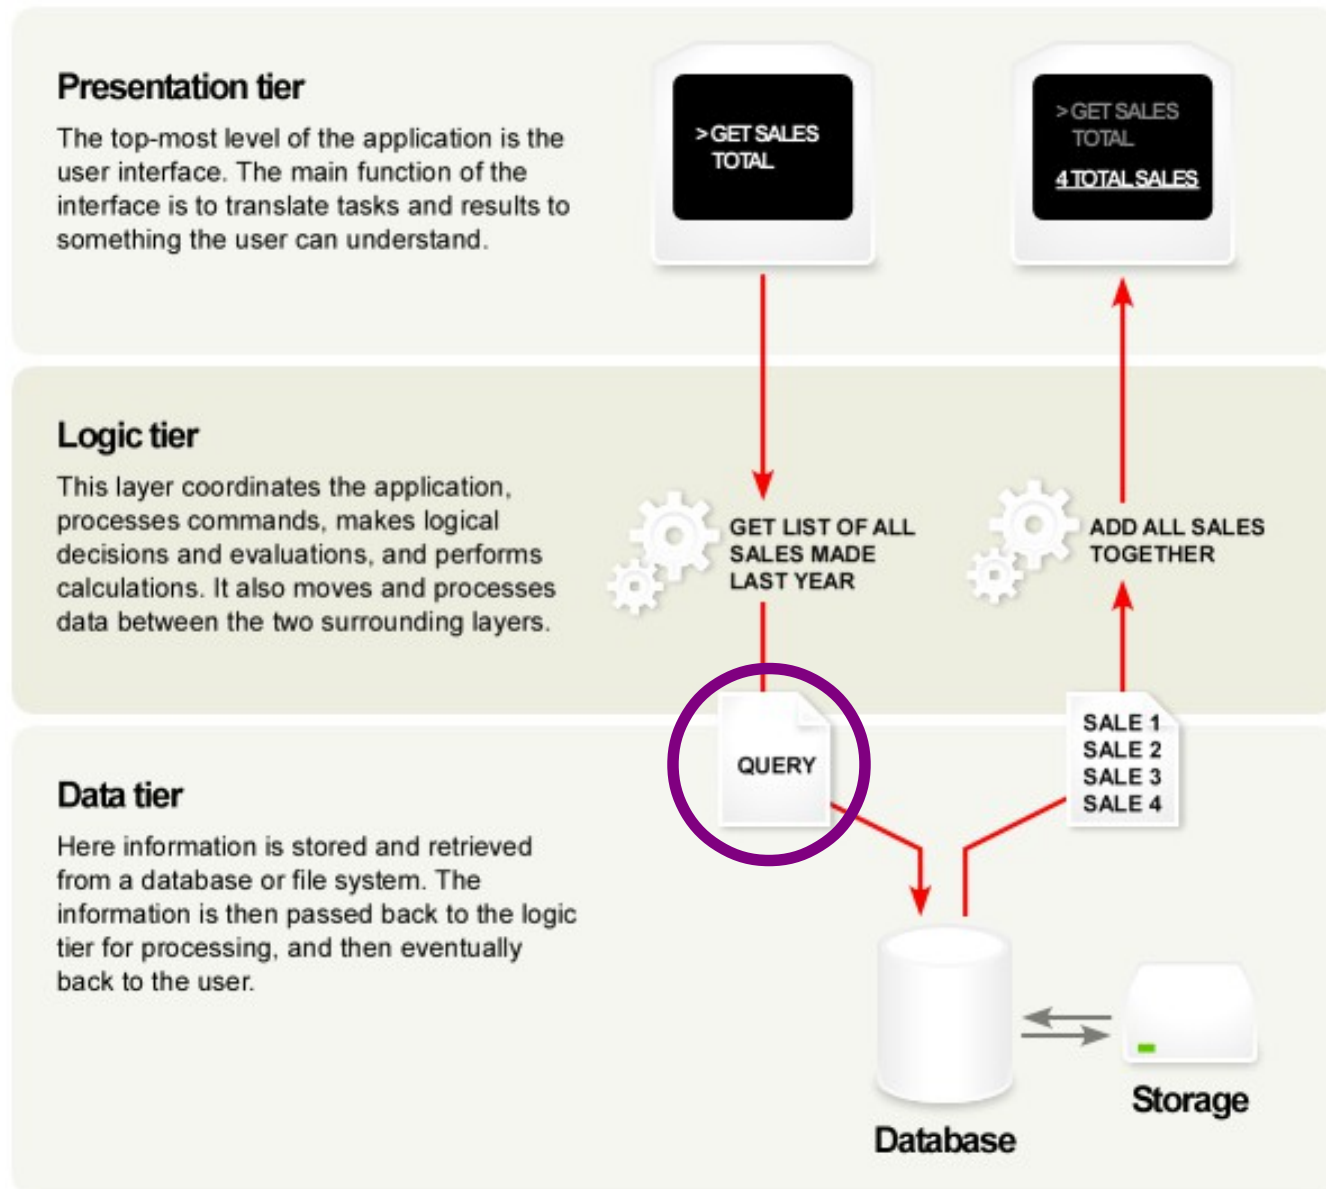 Presentation tier
The top-most level of the application is the
user interface. The main function of the
interface is to translate tasks and results to
something the user can understand.
> GET SALES
TOTAL
> GET SALES
TOTAL
4 TOTAL SALES
Logic tier
This layer coordinates the application,
processes commands, makes logical
decisions and evaluations, and performs
calculations. It also moves and processes
data between the two surrounding layers.
GET LIST OF ALL
SALES MADE
LAST YEAR
ADD ALL SALES
TOGETHER
Data tier
Here information is stored and retrieved
from a database or file system. The
information is then passed back to the logic
tier for processing, and then eventually
back to the user.
QUERY
SALE 1
SALE 2
SALE 3
SALE 4
Database
Storage